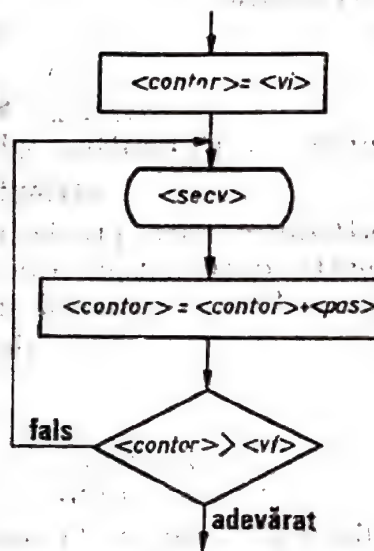 <contor>= <vi>
<secv>
<contor> = <contor>+<pas>
fals
<contor> > <vf>
adevărat